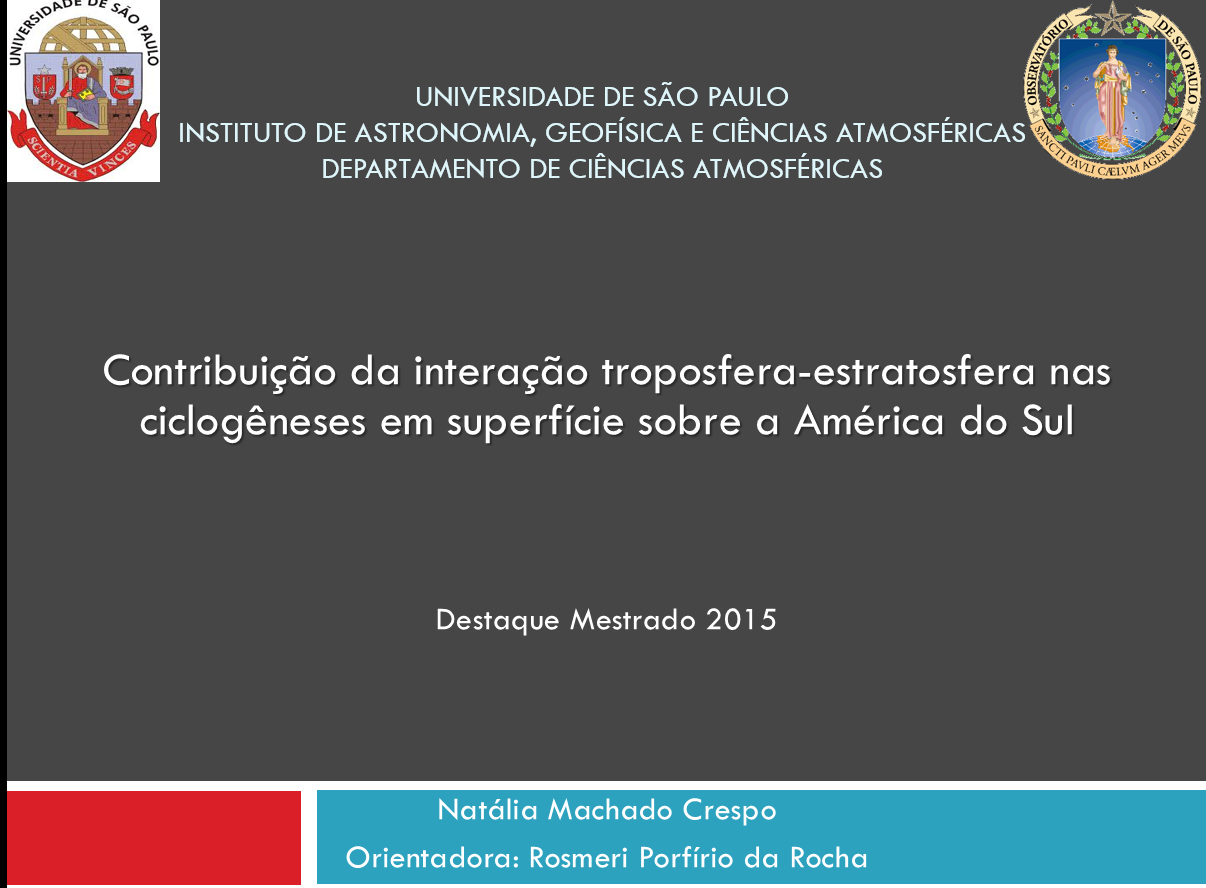 UNIVERSIDADE DE SÃO PAULO
SCIENTIA VINCES
OBSERVATÓRIO DE SÃO PAULO
SANCTI PAVLI CÆLVM AGER MEVS
UNIVERSIDADE DE SÃO PAULO
INSTITUTO DE ASTRONOMIA, GEOFÍSICA E CIÊNCIAS ATMOSFÉRICAS
DEPARTAMENTO DE CIÊNCIAS ATMOSFÉRICAS
Contribuição da interação troposfera-estratosfera nas
ciclogêneses em superfície sobre a América do Sul
Destaque Mestrado 2015
Natália Machado Crespo
Orientadora: Rosmeri Porfírio da Rocha